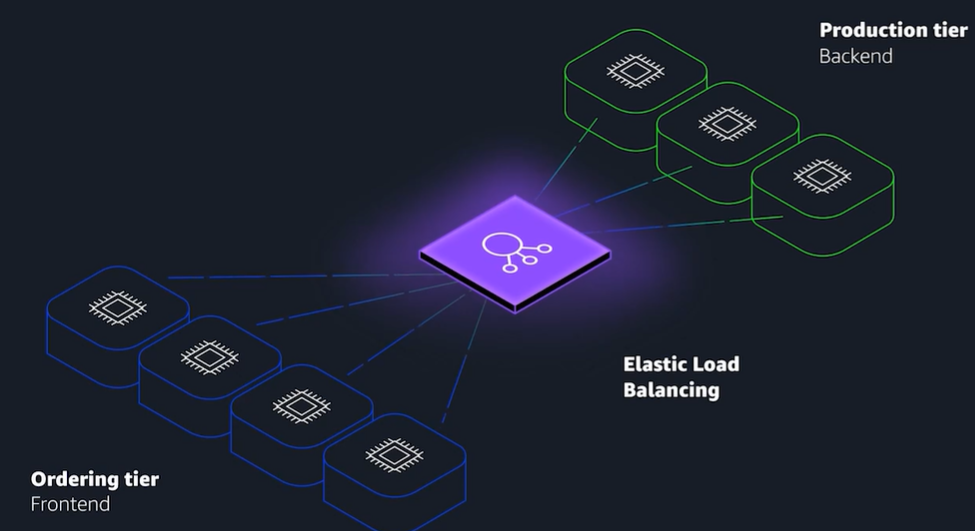 Production tier
Backend
Elastic Load
Balancing
Ordering tier
Frontend